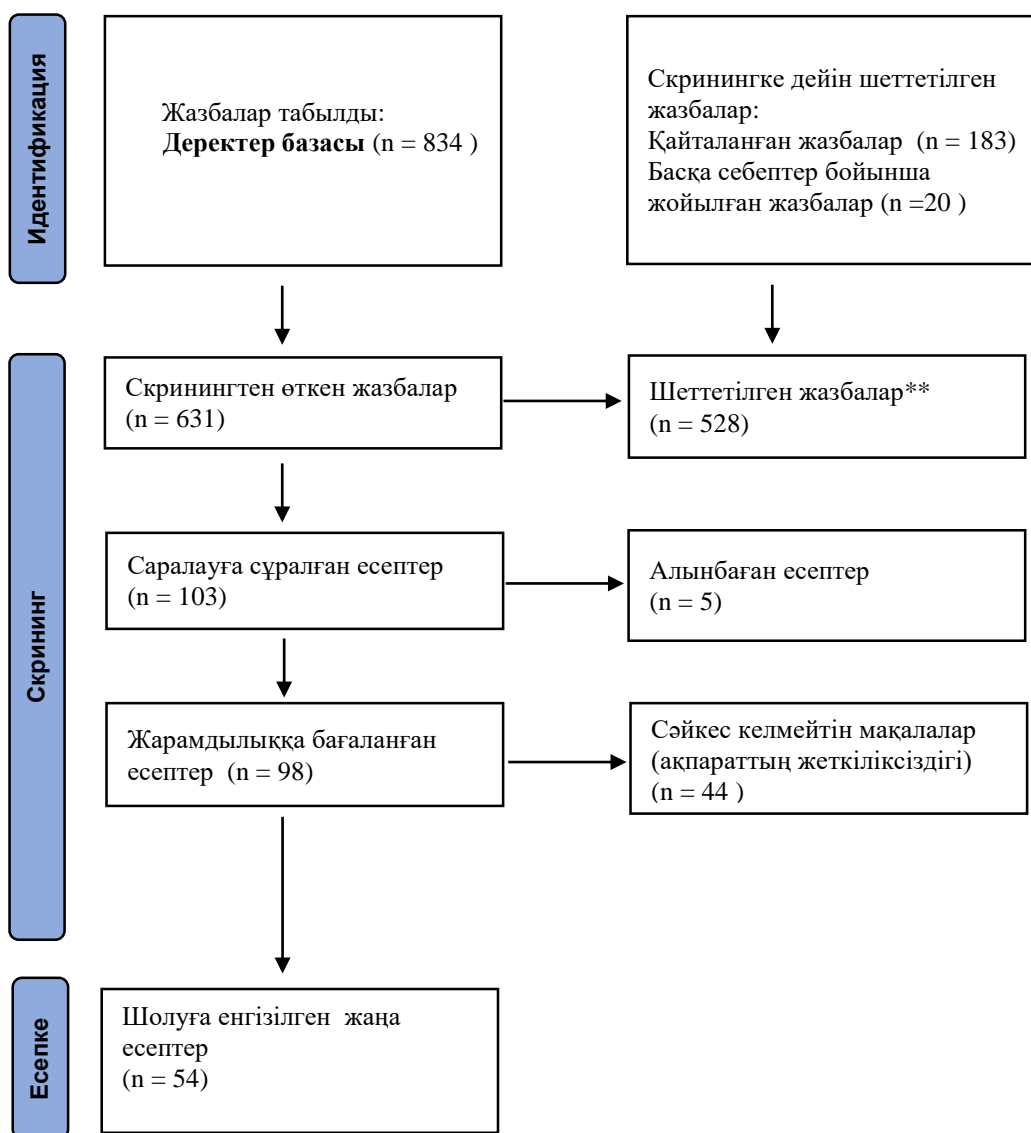 Идентификация
Жазбалар табылды:
Деректер базасы (n = 834 )
Скринингке дейін шеттетілген
жазбалар:
Қайталанған жазбалар  (n = 183)
Басқа себептер бойынша
жойылған жазбалар (n =20 )
Скрининг
Скринингтен өткен жазбалар
(n = 631)
Шеттетілген жазбалар**
(n = 528)
Саралауға сұралған есептер
(n = 103)
Алынбаған есептер
(n = 5)
Жарамдылыққа бағаланған
есептер  (n = 98)
Сәйкес келмейтін мақалалар
(ақпараттың жеткіліксіздігі)
(n = 44 )
Есепке
Шолуға енгізілген  жаңа
есептер
(n = 54)